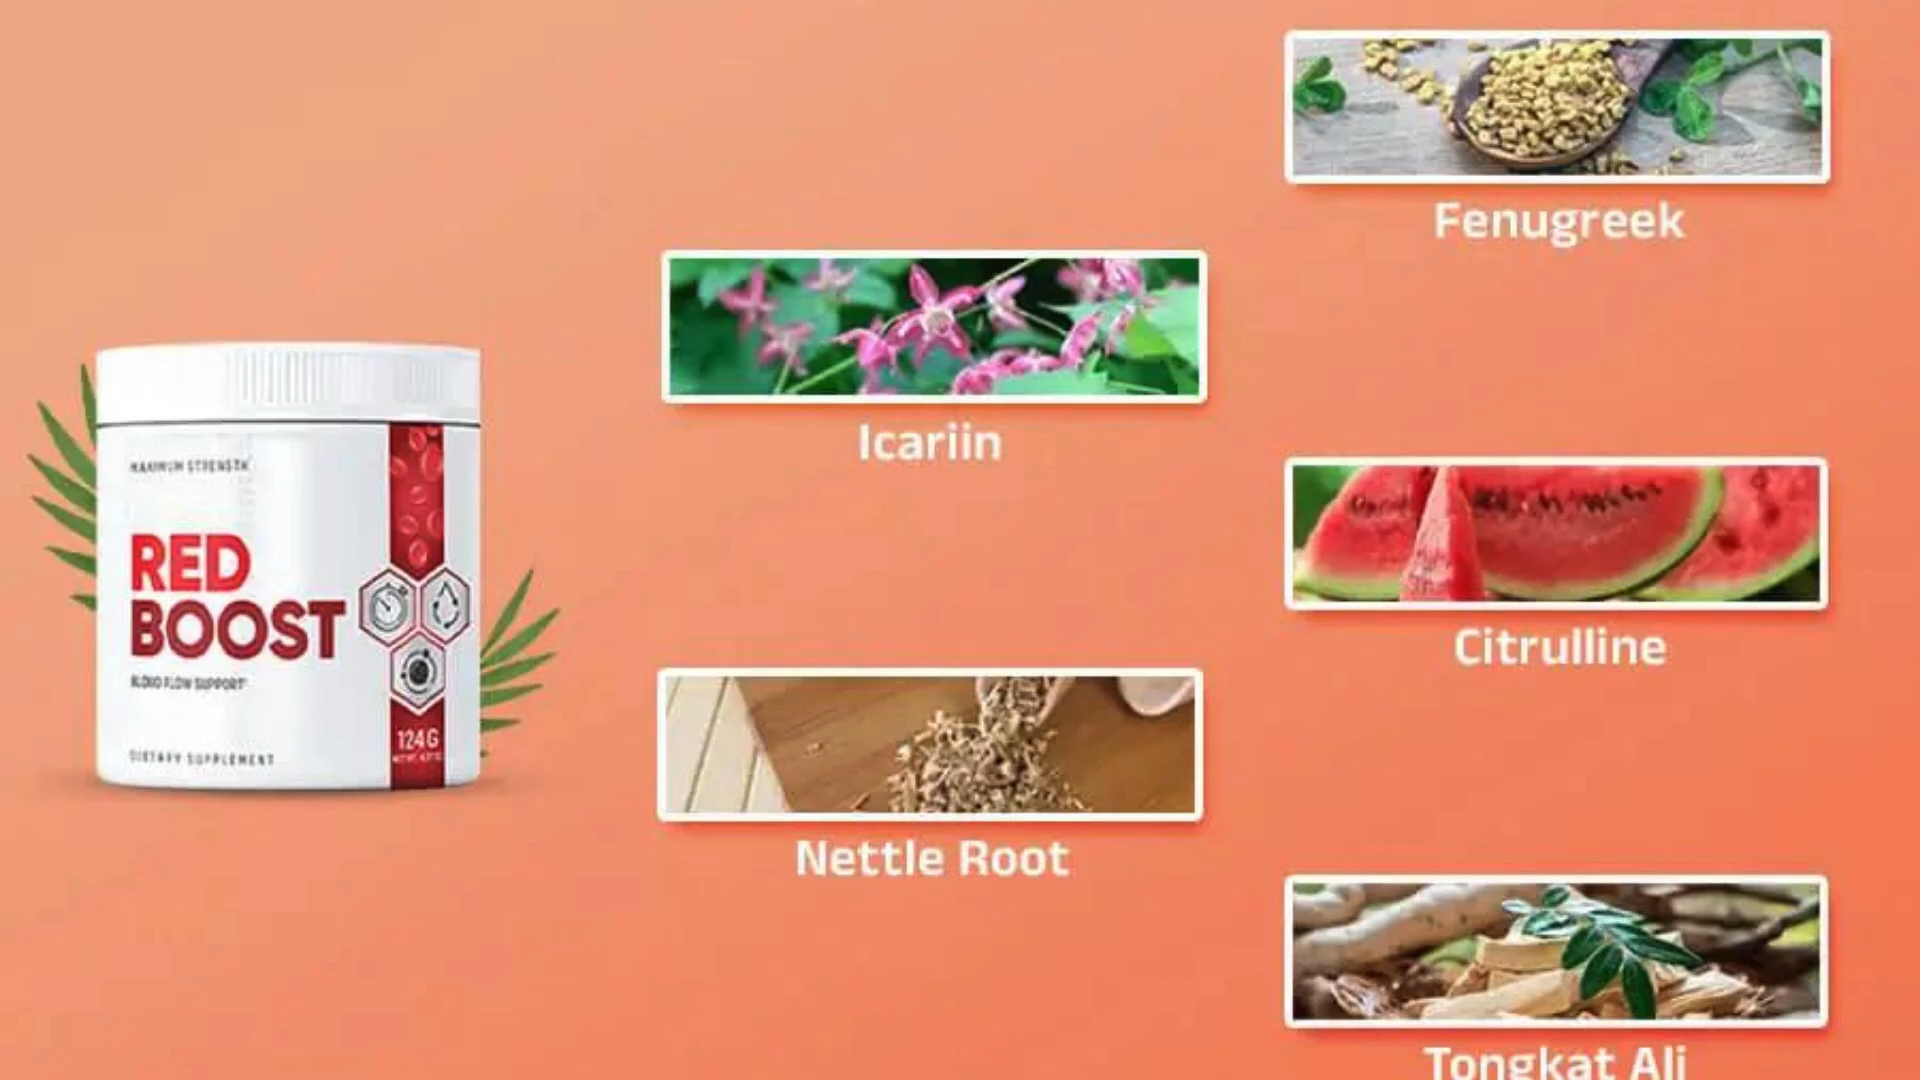 MAXIMUM STRENGTH
RED
BOOST
BLOOD FLOW SUPPORT
DIETARY SUPPLEMENT
124G
Icariin
Nettle Root
Fenugreek
Citrulline
Tongkat Ali